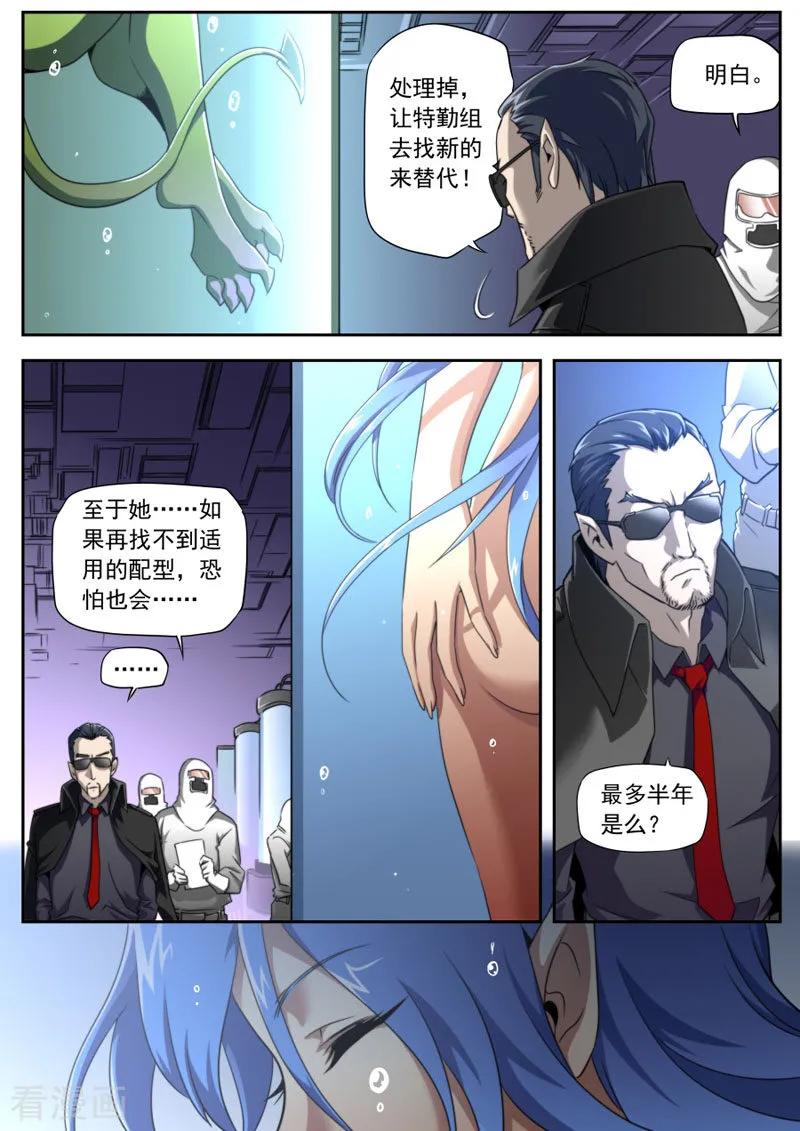 处理掉，
让特勤组
去找新的
来替代！
明白。
至于她……如
果再找不到适
用的配型，恐
怕也会……
……
最多半年
是么？
看漫画